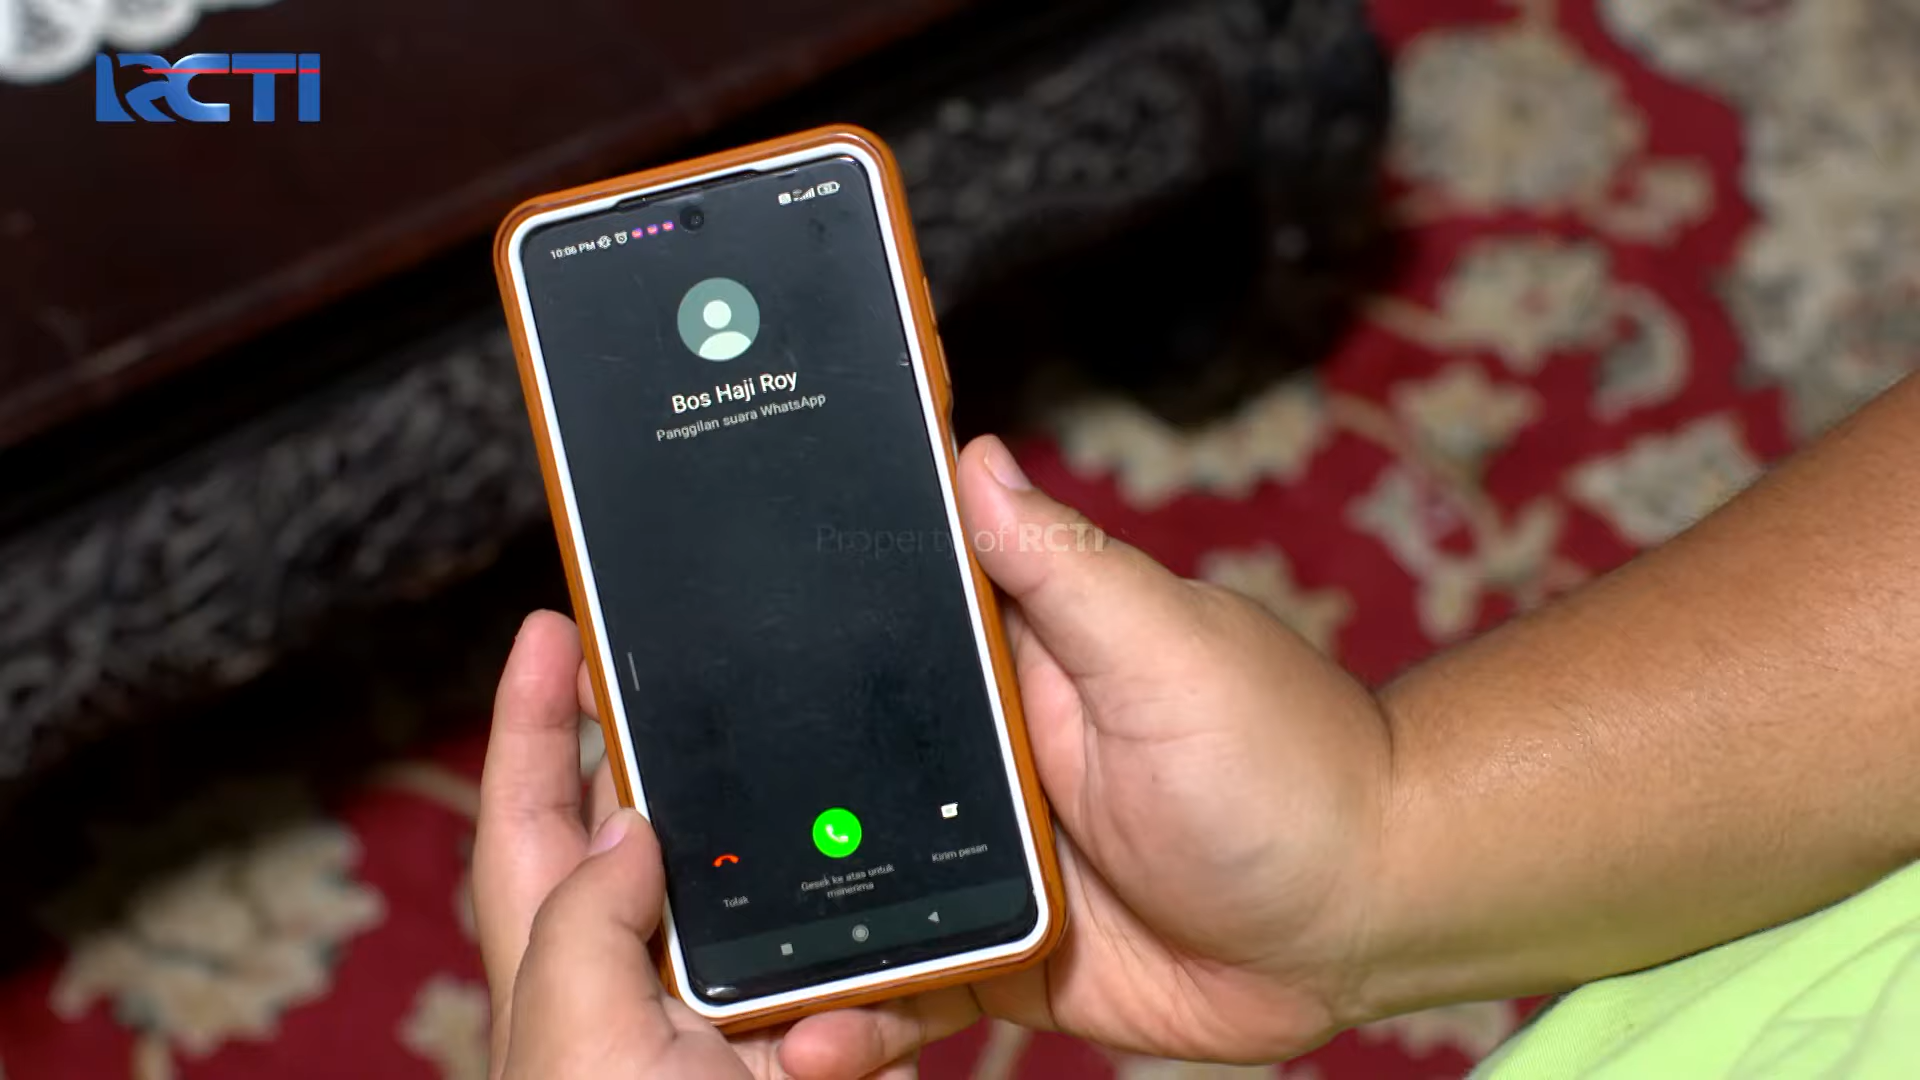 RCTI
10:06 PM
Bos Haji Roy
Panggilan suara WhatsApp
Property of RCTI
Tolak
Gesek ke atas untuk
menerima
Kirim pesan